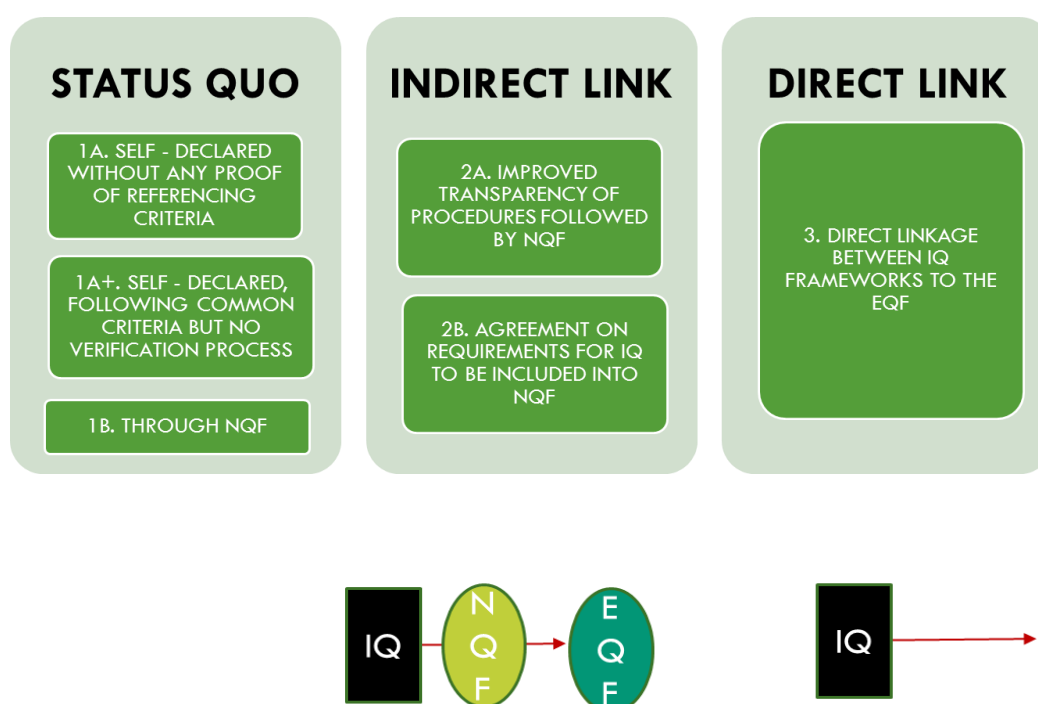 STATUS QUO
1A. SELF - DECLARED
WITHOUT ANY PROOF
OF REFERENCING
CRITERIA
1A+. SELF - DECLARED,
FOLLOWING COMMON
CRITERIA BUT NO
VERIFICATION PROCESS
1B. THROUGH NQF
INDIRECT LINK
2A. IMPROVED
TRANSPARENCY OF
PROCEDURES FOLLOWED
BY NQF
2B. AGREEMENT ON
REQUIREMENTS FOR IQ
TO BE INCLUDED INTO
NQF
DIRECT LINK
3. DIRECT LINKAGE
BETWEEN IQ
FRAMEWORKS TO THE
EQF
IQ
N
Q
F
E
Q
F
IQ